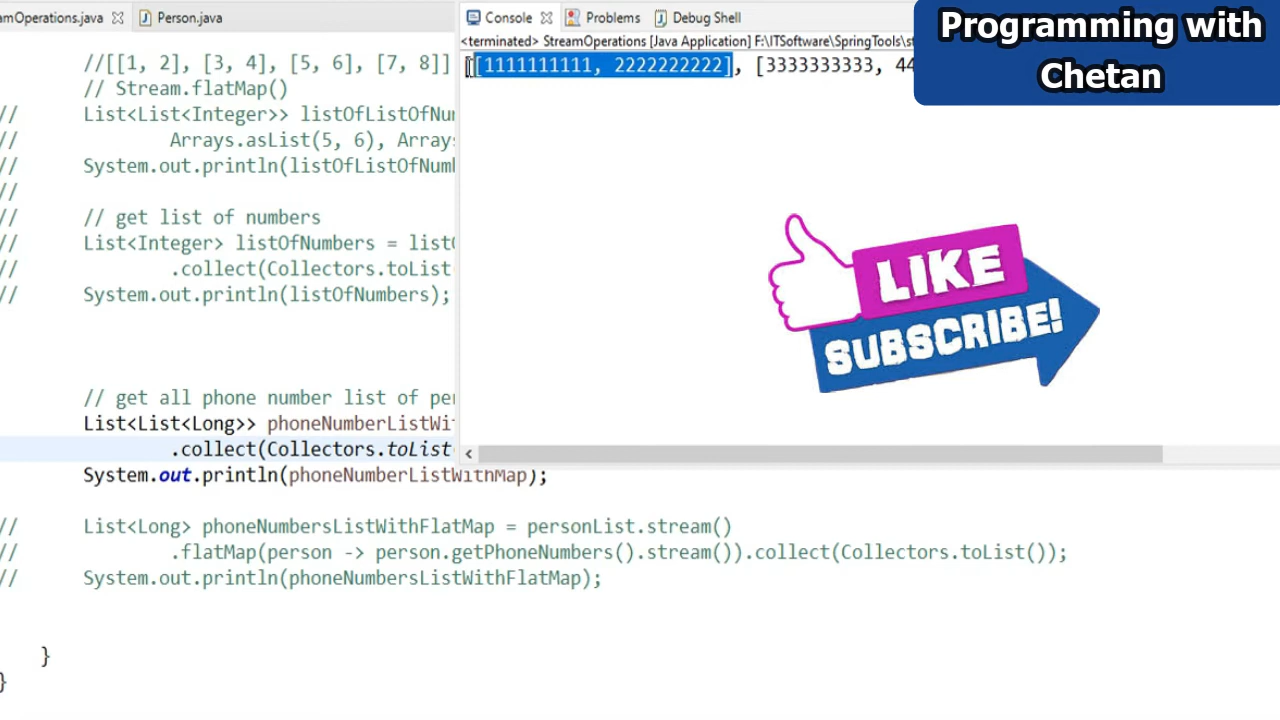 amOperations.java
Person.java
//[[1, 2], [3, 4], [5, 6], [7, 8]]
// Stream.flatMap()
// List<List<Integer>> listOfListOfNu
// Arrays.asList(5, 6), Array
// System.out.println(listOfListOfNumb
//
// // get list of numbers
// List<Integer> listOfNumbers = list
// .collect(Collectors.toList
// System.out.println(listOfNumbers);
// get all phone number list of pe
List<List<Long>> phoneNumberListWi
.collect(Collectors.toList
System.out.println(phoneNumberListWithMap);
// List<Long> phoneNumbersListWithFlatMap = personList.stream()
// .flatMap(person -> person.getPhoneNumbers().stream()).collect(Collectors.toList());
// System.out.println(phoneNumbersListWithFlatMap);
}
}
Console
Problems
Debug Shell
<terminated> StreamOperations [Java Application] F:\ITSoftware\SpringTools\st
[[1111111111, 2222222222], [3333333333, 44
Programming with
Chetan
LIKE
SUBSCRIBE!